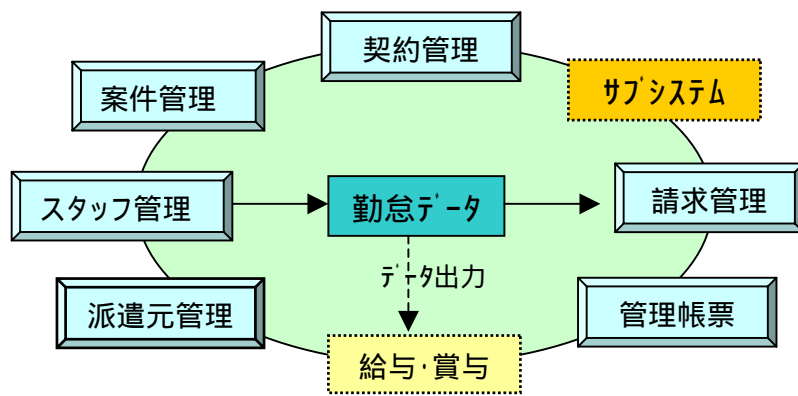 契約管理
案件管理
ｻﾌﾞｼｽﾃﾑ
スタッフ管理
勤怠ﾃﾞｰﾀ
請求管理
ﾃﾞｰﾀ出力
派遣元管理
管理帳票
給与･賞与